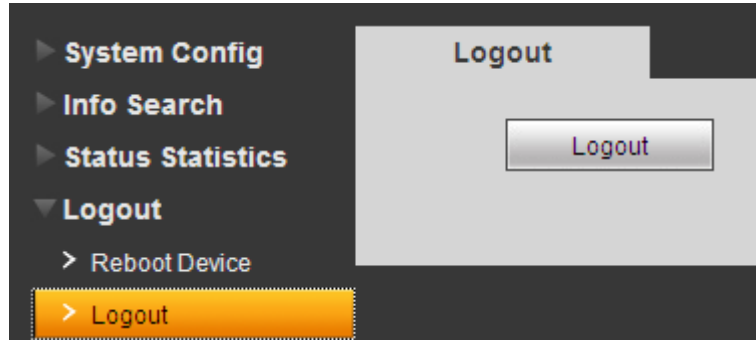 System Config
Info Search
Status Statistics
Logout
Reboot Device
Logout
Logout
Logout